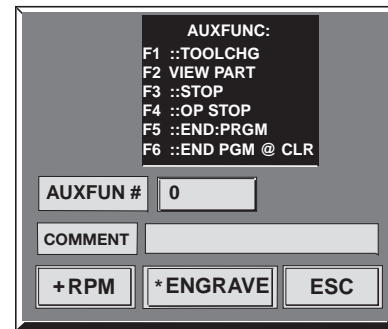 AUXFUNC:
F1 ::TOOLCHG
F2 VIEW PART
F3 ::STOP
F4 ::OP STOP
F5 ::END:PRGM
F6 ::END PGM @ CLR
AUXFUN # 0
COMMENT
+RPM *ENGRAVE ESC